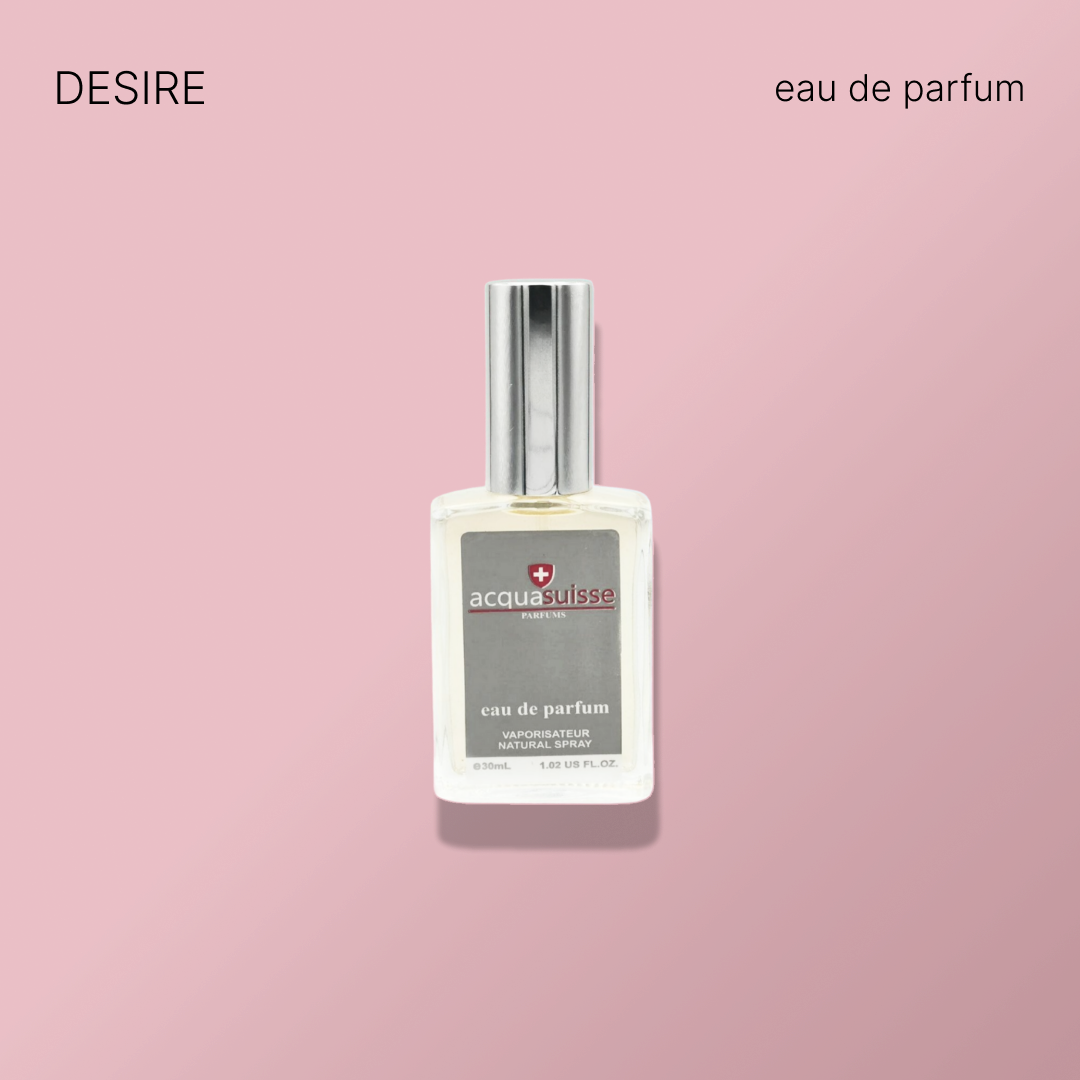 DESIRE
eau de parfum
acquasuisse
PARFUMS
eau de parfum
VAPORISATEUR
NATURAL SPRAY
℮30mL 1.02 US FL.OZ.